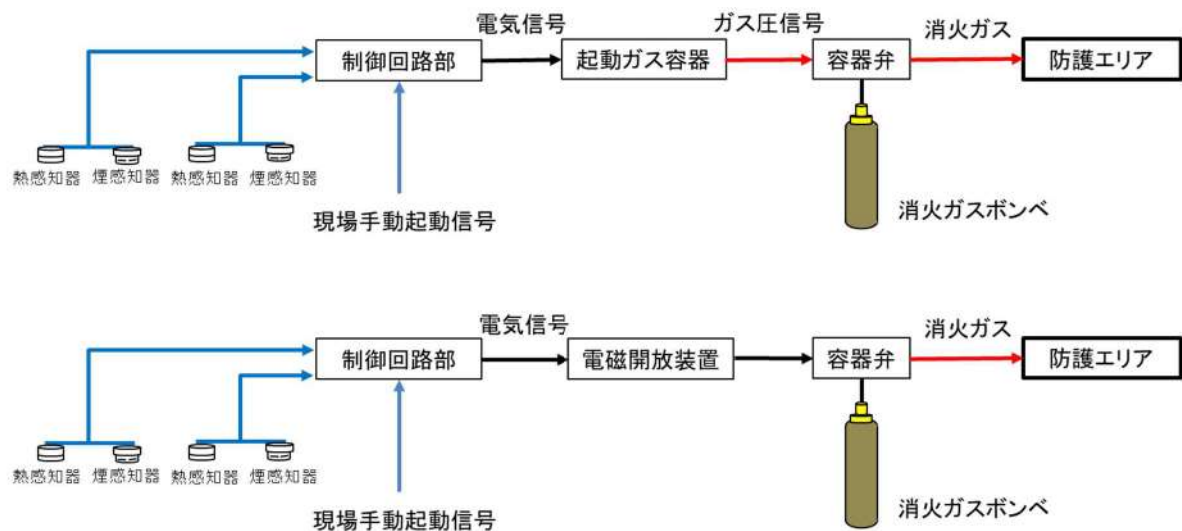 電気信号
ガス圧信号
消火ガス
制御回路部
起動ガス容器
容器弁
防護エリア
熱感知器
煙感知器
熱感知器
煙感知器
現場手動起動信号
消火ガスボンベ
電気信号
消火ガス
制御回路部
電磁開放装置
容器弁
防護エリア
熱感知器
煙感知器
熱感知器
煙感知器
現場手動起動信号
消火ガスボンベ